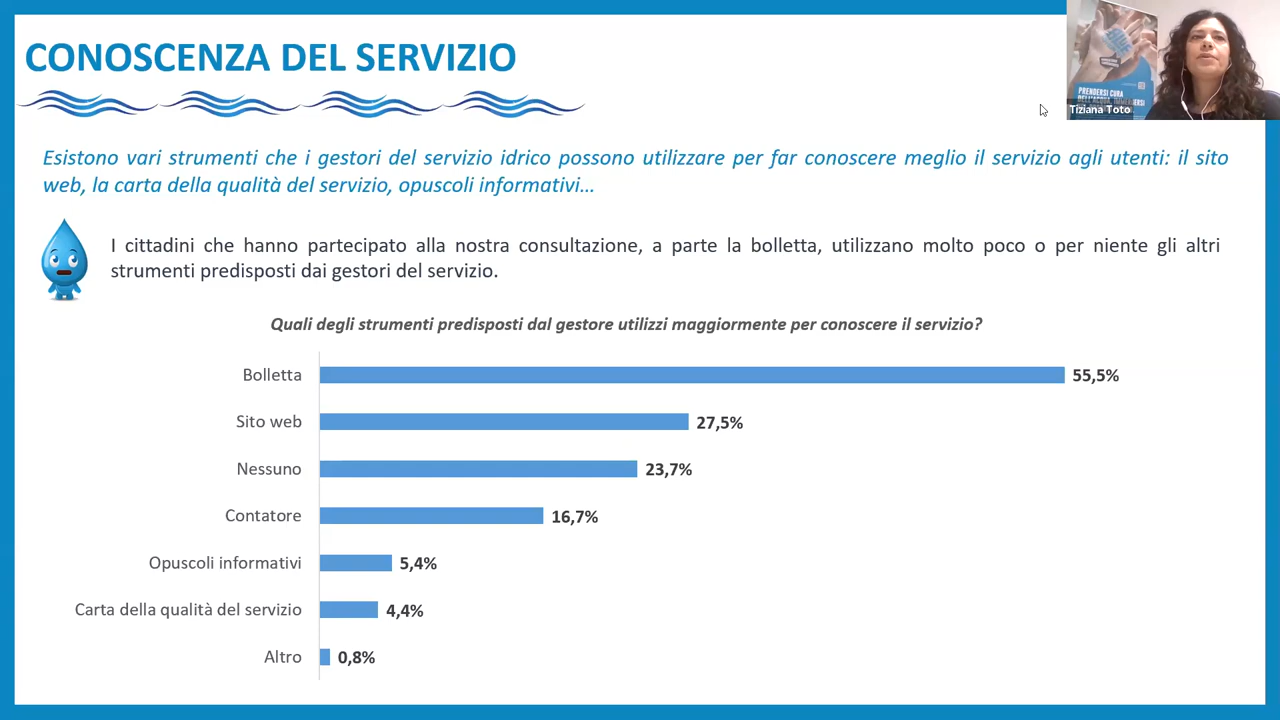 CONOSCENZA DEL SERVIZIO
PRENDERSI CURA
DELL'ACQUA, IMMERGERSI
Tiziana Toto
Esistono vari strumenti che i gestori del servizio idrico possono utilizzare per far conoscere meglio il servizio agli utenti: il sito
web, la carta della qualità del servizio, opuscoli informativi…
I cittadini che hanno partecipato alla nostra consultazione, a parte la bolletta, utilizzano molto poco o per niente gli altri
strumenti predisposti dai gestori del servizio.
Quali degli strumenti predisposti dal gestore utilizzi maggiormente per conoscere il servizio?
Bolletta 55,5%
Sito web 27,5%
Nessuno 23,7%
Contatore 16,7%
Opuscoli informativi 5,4%
Carta della qualità del servizio 4,4%
Altro 0,8%